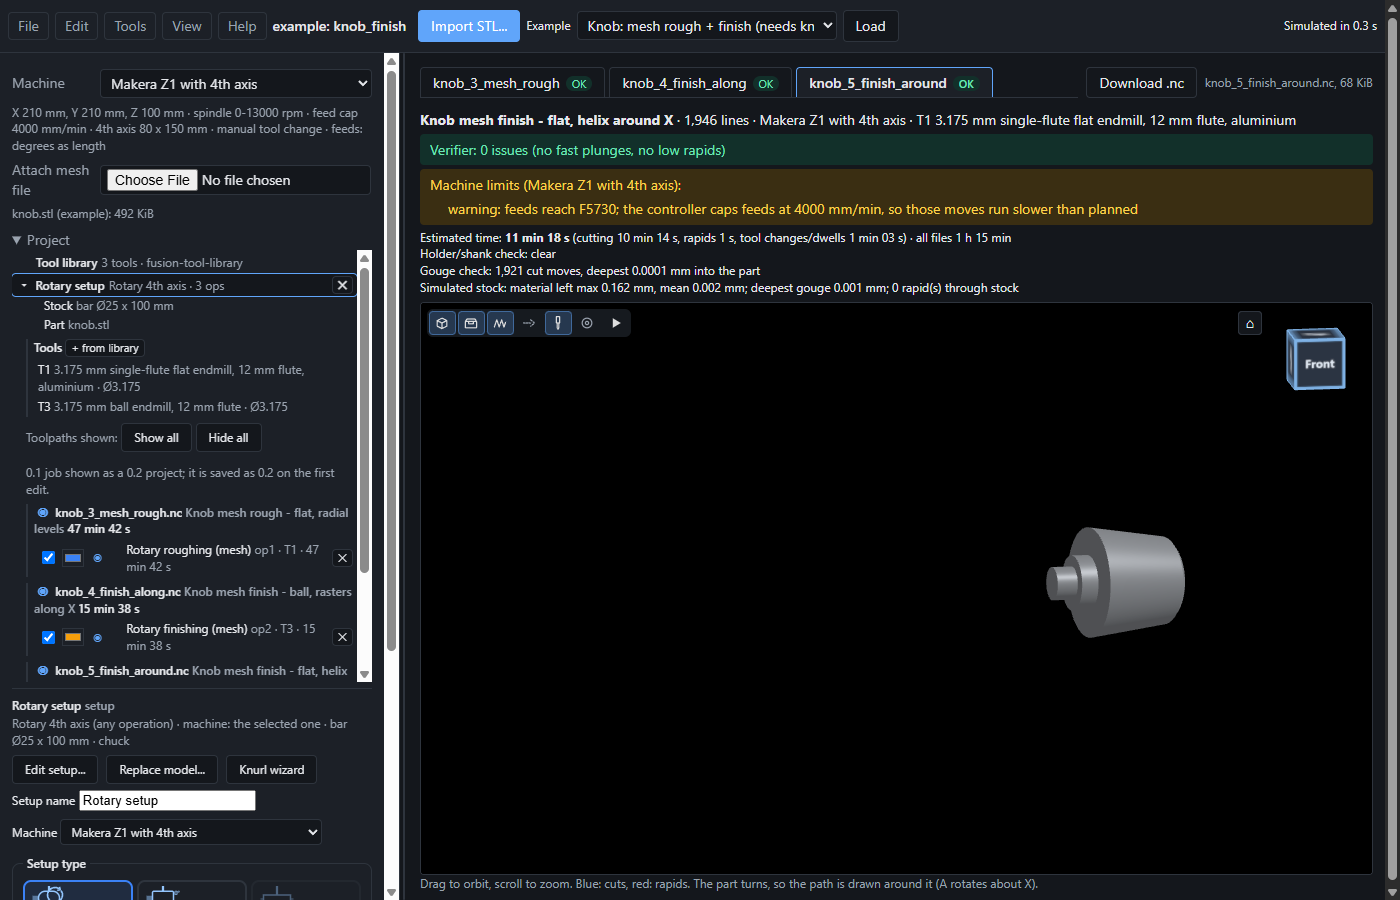 File Edit Tools View Help example: knob_finish Import STL... Example Knob: mesh rough + finish (needs kn Load Simulated in 0.3 s
Machine Makera Z1 with 4th axis
X 210 mm, Y 210 mm, Z 100 mm · spindle 0-13000 rpm · feed cap
4000 mm/min · 4th axis 80 x 150 mm · manual tool change · feeds:
degrees as length
Attach mesh
file
Choose File No file chosen
knob.stl (example): 492 KiB
Project
Tool library 3 tools · fusion-tool-library
Rotary setup Rotary 4th axis · 3 ops
Stock bar Ø25 x 100 mm
Part knob.stl
Tools + from library
T1 3.175 mm single-flute flat endmill, 12 mm flute,
aluminium · Ø3.175
T3 3.175 mm ball endmill, 12 mm flute · Ø3.175
Toolpaths shown: Show all Hide all
0.1 job shown as a 0.2 project; it is saved as 0.2 on the first
edit.
knob_3_mesh_rough.nc Knob mesh rough - flat, radial
levels 47 min 42 s
Rotary roughing (mesh) op1 · T1 · 47
min 42 s
knob_4_finish_along.nc Knob mesh finish - ball, rasters
along X 15 min 38 s
Rotary finishing (mesh) op2 · T3 · 15
min 38 s
knob_5_finish_around.nc Knob mesh finish - flat, helix
Rotary setup setup
Rotary 4th axis (any operation) · machine: the selected one · bar
Ø25 x 100 mm · chuck
Edit setup... Replace model... Knurl wizard
Setup name Rotary setup
Machine Makera Z1 with 4th axis
Setup type
knob_3_mesh_rough OK knob_4_finish_along OK knob_5_finish_around OK Download .nc knob_5_finish_around.nc, 68 KiB
Knob mesh finish - flat, helix around X · 1,946 lines · Makera Z1 with 4th axis · T1 3.175 mm single-flute flat endmill, 12 mm flute, aluminium
Verifier: 0 issues (no fast plunges, no low rapids)
Machine limits (Makera Z1 with 4th axis):
warning: feeds reach F5730; the controller caps feeds at 4000 mm/min, so those moves run slower than planned
Estimated time: 11 min 18 s (cutting 10 min 14 s, rapids 1 s, tool changes/dwells 1 min 03 s) · all files 1 h 15 min
Holder/shank check: clear
Gouge check: 1,921 cut moves, deepest 0.0001 mm into the part
Simulated stock: material left max 0.162 mm, mean 0.002 mm; deepest gouge 0.001 mm; 0 rapid(s) through stock
Front
Drag to orbit, scroll to zoom. Blue: cuts, red: rapids. The part turns, so the path is drawn around it (A rotates about X).